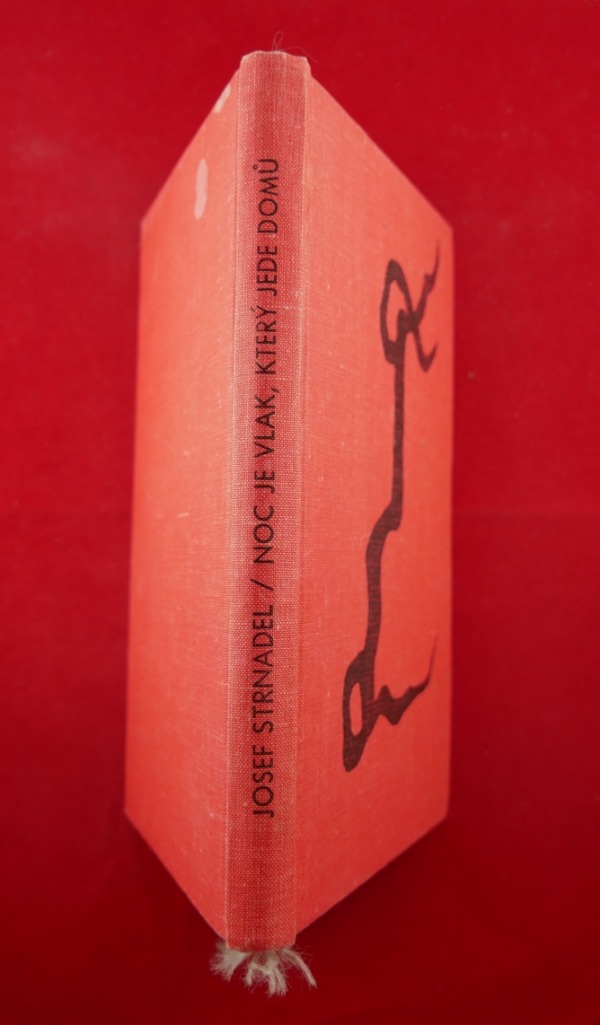 JOSEF STRNADEL / NOC JE VLAK, KTERÝ JEDE DOMŮ